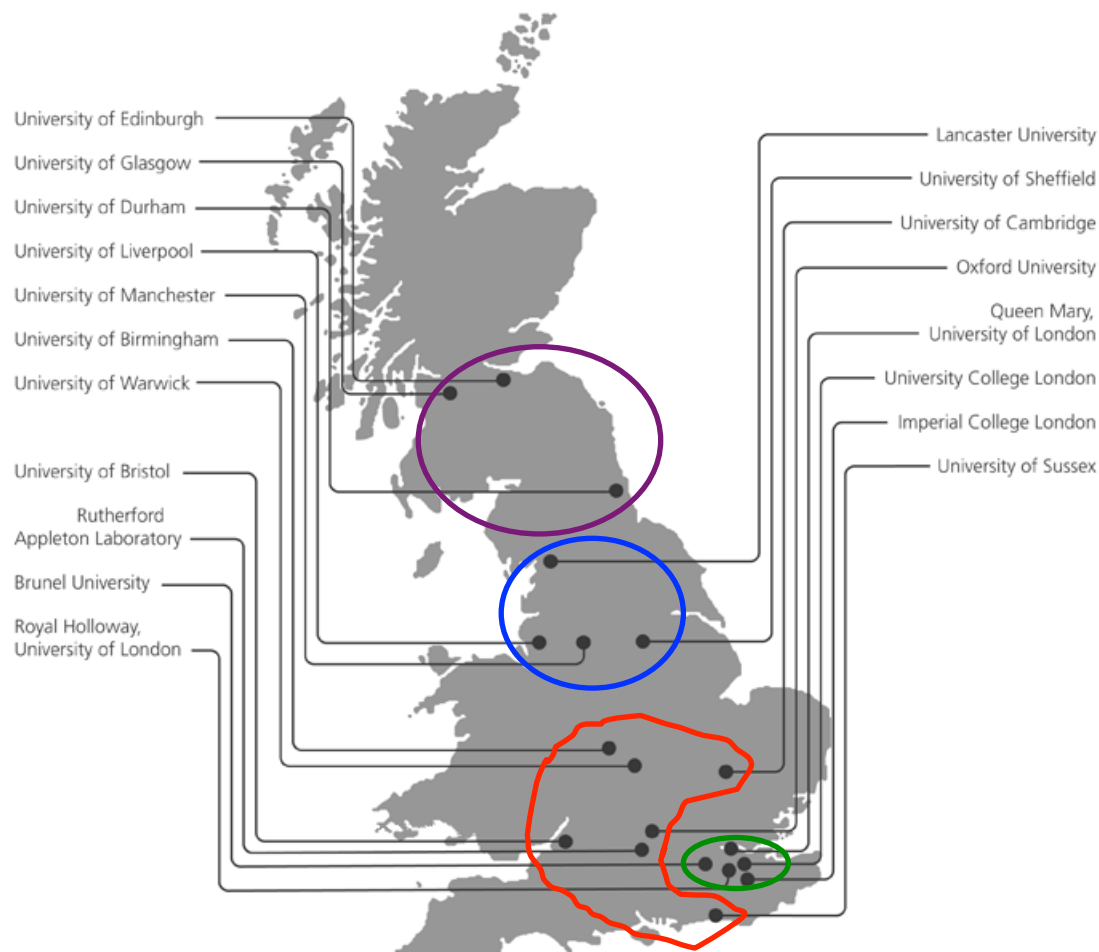 University of Edinburgh
University of Glasgow
University of Durham
University of Liverpool
University of Manchester
University of Birmingham
University of Warwick
University of Bristol
Rutherford
Appleton Laboratory
Brunel University
Royal Holloway,
University of London
Lancaster University
University of Sheffield
University of Cambridge
Oxford University
Queen Mary,
University of London
University College London
Imperial College London
University of Sussex